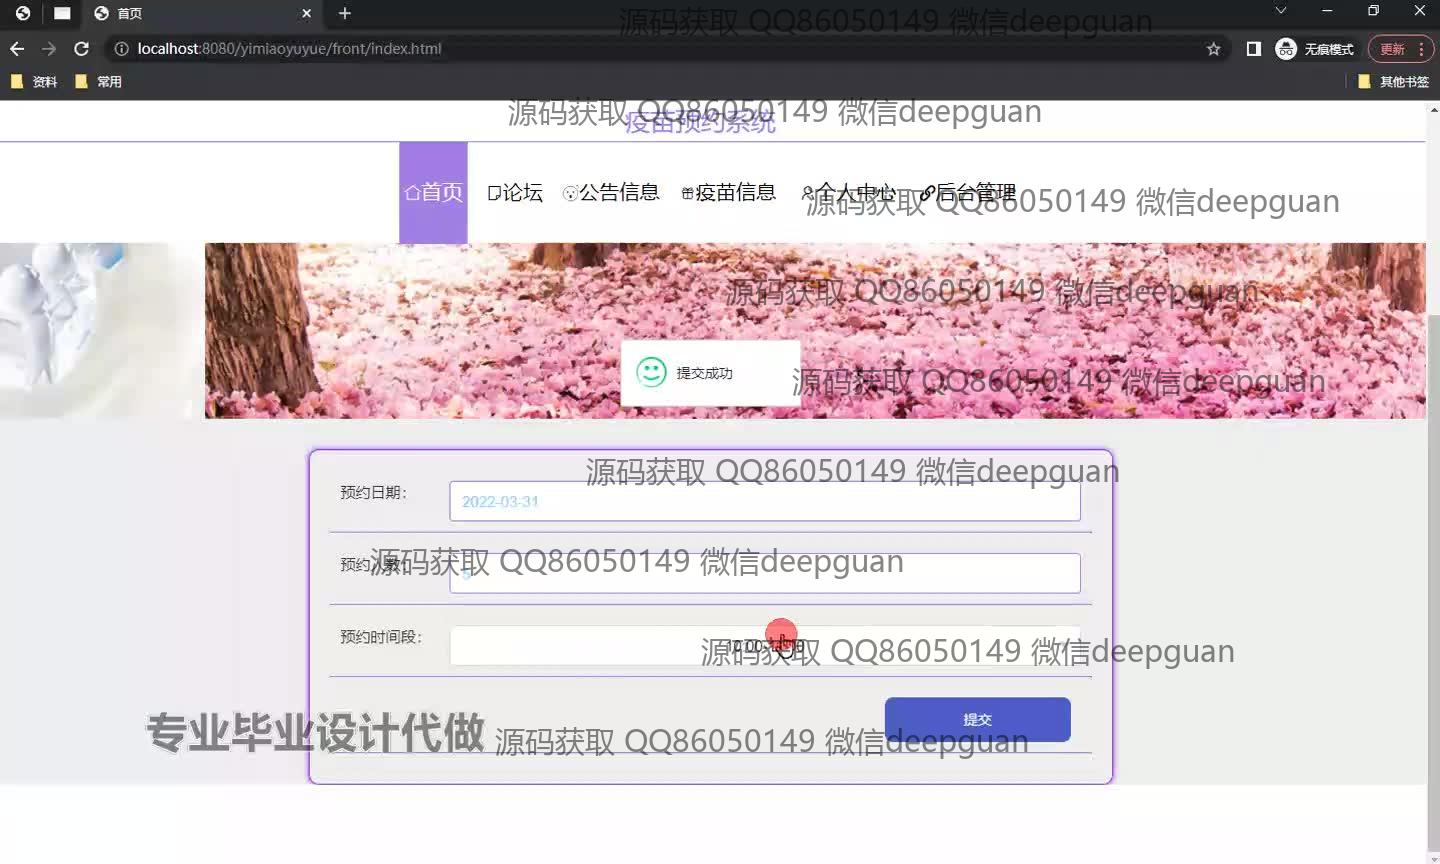 首页
源码获取 QQ86050149 微信deepguan
localhost:8080/yimiaoyuyue/front/index.html
无痕模式
更新
资料
常用
其他书签
源码获取 QQ86050149 微信deepguan
疫苗预约系统
首页
论坛
公告信息
疫苗信息
个人中心
后台管理
源码获取 QQ86050149 微信deepguan
源码获取 QQ86050149 微信deepguan
提交成功
源码获取 QQ86050149 微信deepguan
源码获取 QQ86050149 微信deepguan
预约日期:
2022-03-31
源码获取 QQ86050149 微信deepguan
预约人数:
5
预约时间段:
源码获取 QQ86050149 微信deepguan
提交
专业毕业设计代做
源码获取 QQ86050149 微信deepguan